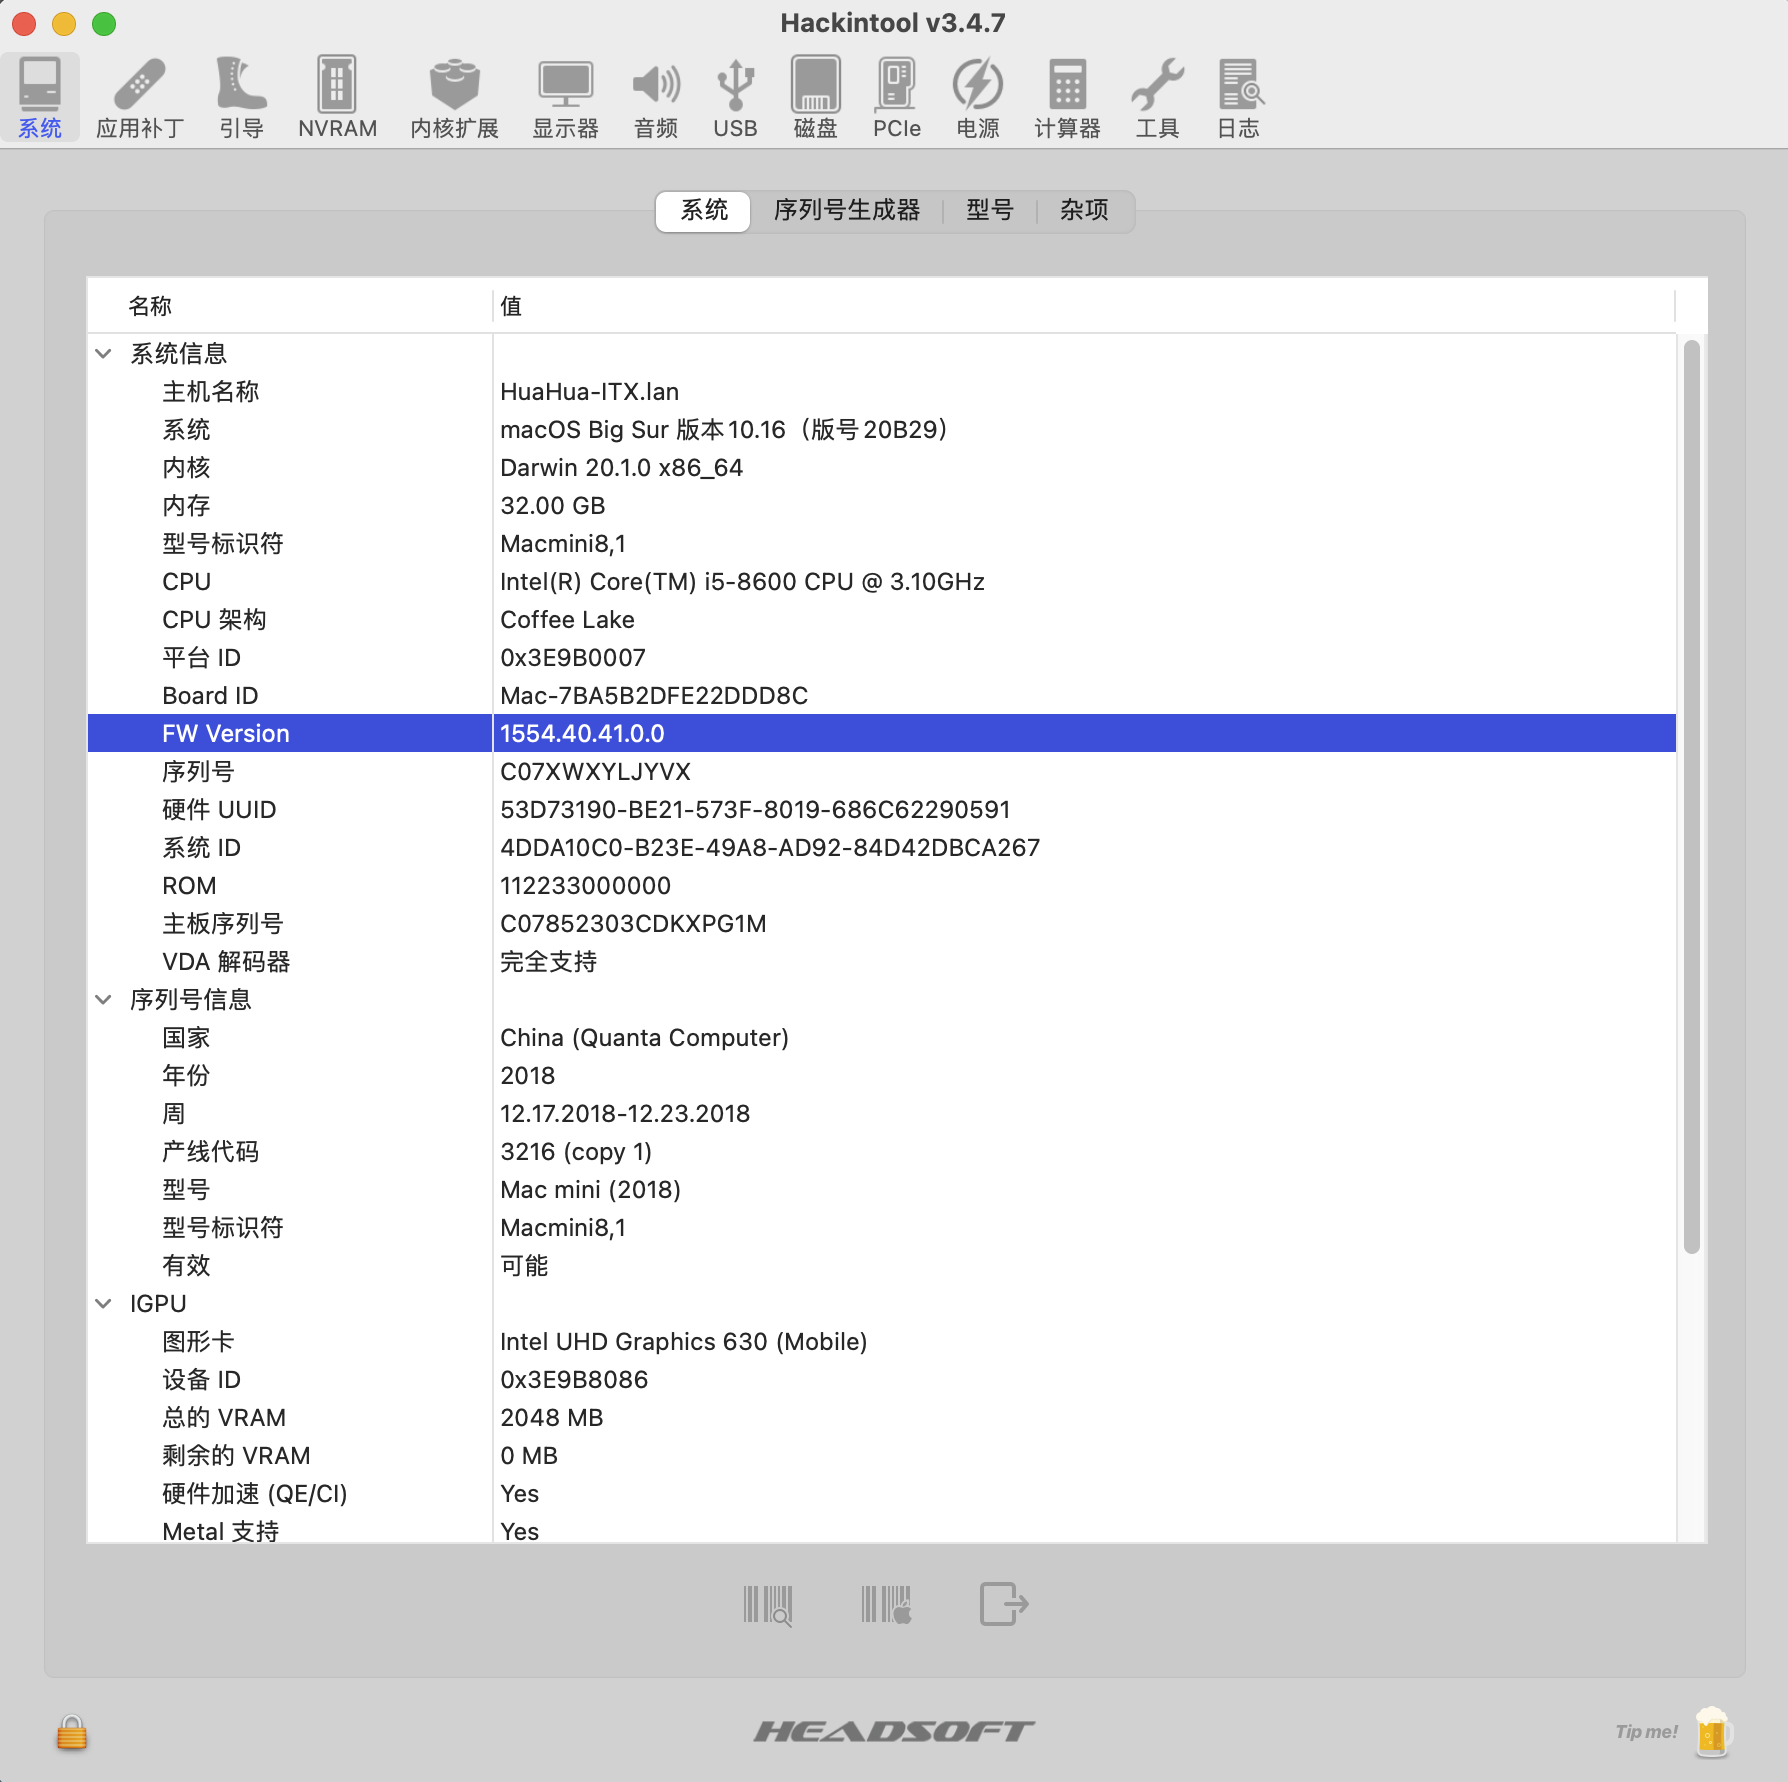 Hackintool v3.4.7
系统 应用补丁 引导 NVRAM 内核扩展 显示器 音频 USB 磁盘 PCIe 电源 计算器 工具 日志
系统 序列号生成器 型号 杂项
名称 值
系统信息
主机名称 HuaHua-ITX.lan
系统 macOS Big Sur 版本10.16（版号20B29）
内核 Darwin 20.1.0 x86_64
内存 32.00 GB
型号标识符 Macmini8,1
CPU Intel(R) Core(TM) i5-8600 CPU @ 3.10GHz
CPU 架构 Coffee Lake
平台 ID 0x3E9B0007
Board ID Mac-7BA5B2DFE22DDD8C
FW Version 1554.40.41.0.0
序列号 C07XWXYLJYVX
硬件 UUID 53D73190-BE21-573F-8019-686C62290591
系统 ID 4DDA10C0-B23E-49A8-AD92-84D42DBCA267
ROM 112233000000
主板序列号 C07852303CDKXPG1M
VDA 解码器 完全支持
序列号信息
国家 China (Quanta Computer)
年份 2018
周 12.17.2018-12.23.2018
产线代码 3216 (copy 1)
型号 Mac mini (2018)
型号标识符 Macmini8,1
有效 可能
IGPU
图形卡 Intel UHD Graphics 630 (Mobile)
设备 ID 0x3E9B8086
总的 VRAM 2048 MB
剩余的 VRAM 0 MB
硬件加速 (QE/CI) Yes
Metal 支持 Yes
HEADSOFT
Tip me!